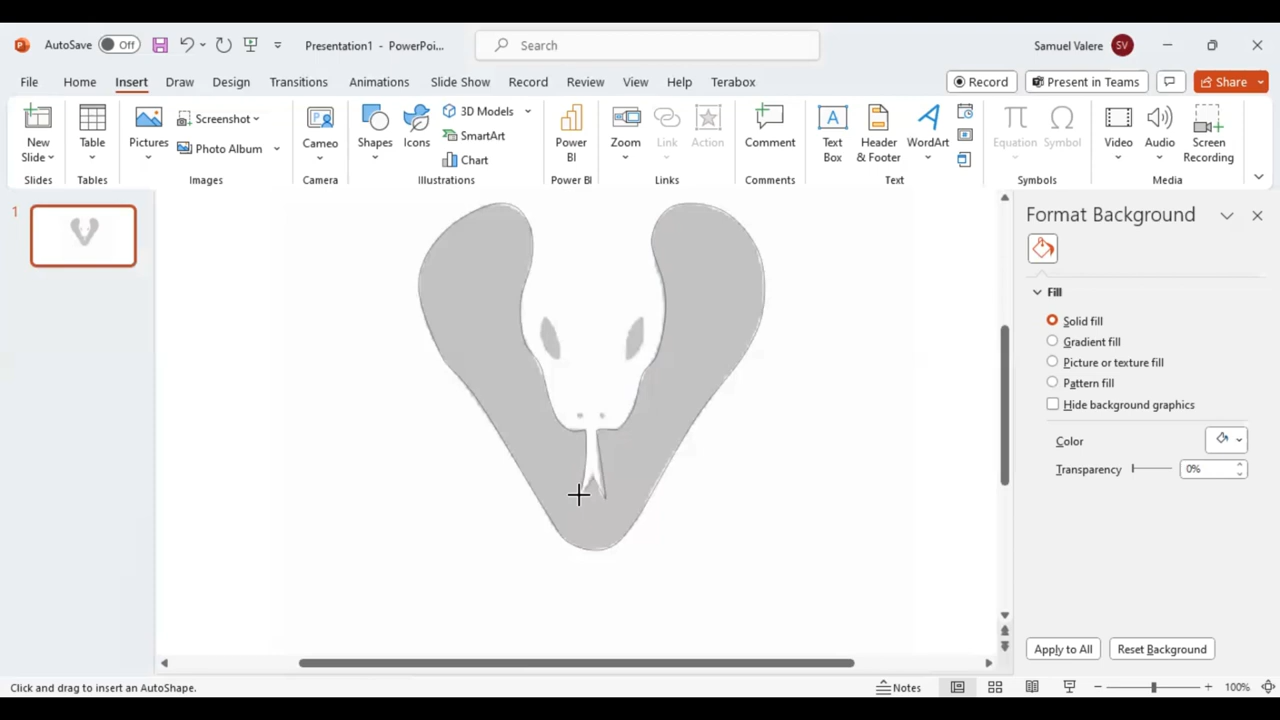 AutoSave Off Presentation1 - PowerPoi... Search Samuel Valere SV
File Home Insert Draw Design Transitions Animations Slide Show Record Review View Help Terabox Record Present in Teams Share
New Slide
Slides
Table
Tables
Pictures
Screenshot
Photo Album
Images
Cameo
Camera
Shapes
Icons
3D Models
SmartArt
Chart
Illustrations
Power BI
Power BI
Zoom
Link
Action
Links
Comment
Comments
Text Box
Header & Footer
WordArt
Text
Equation
Symbol
Symbols
Video
Audio
Screen Recording
Media
1
Format Background
Fill
Solid fill
Gradient fill
Picture or texture fill
Pattern fill
Hide background graphics
Color
Transparency 0%
Apply to All Reset Background
Click and drag to insert an AutoShape. Notes 100%